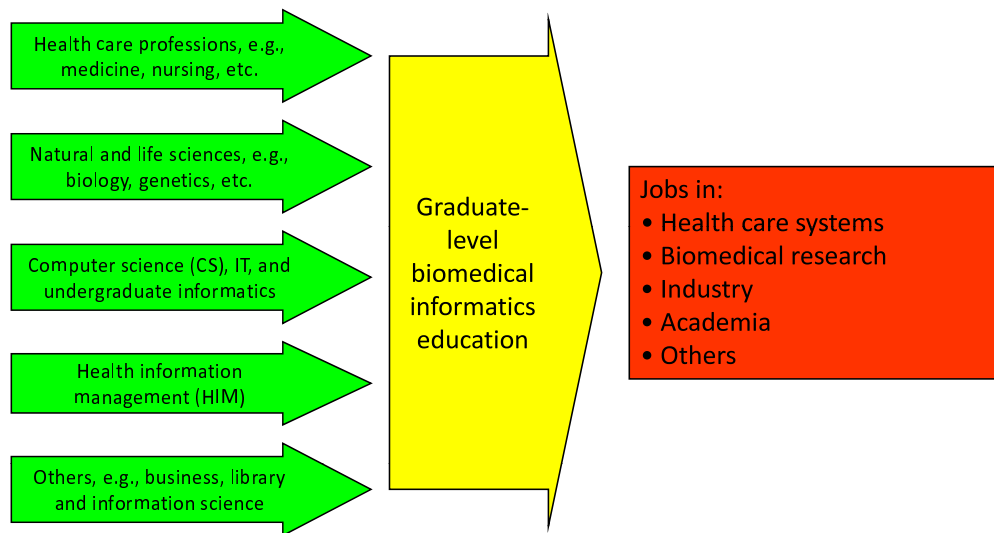 Health care professions, e.g.,
medicine, nursing, etc.
Natural and life sciences, e.g.,
biology, genetics, etc.
Computer science (CS), IT, and
undergraduate informatics
Health information
management (HIM)
Others, e.g., business, library
and information science
Graduate-
level
biomedical
informatics
education
Jobs in:
• Health care systems
• Biomedical research
• Industry
• Academia
• Others